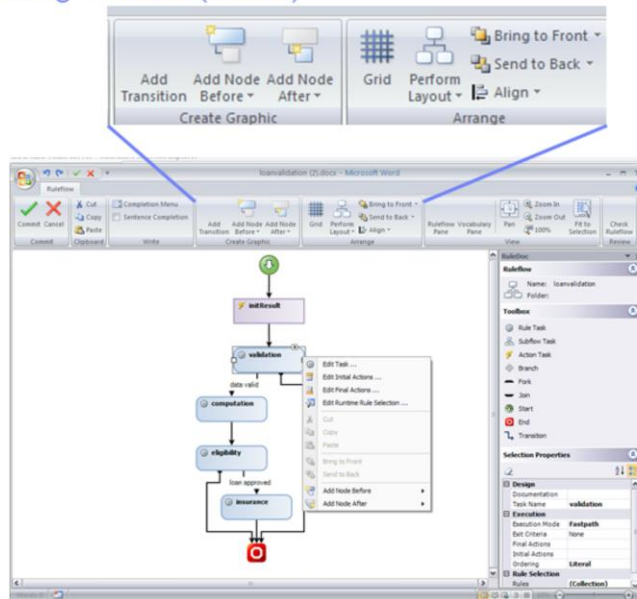 Bring to Front
Send to Back
Add Transition
Add Node Before
Add Node After
Grid
Perform Layout
Align
Create Graphic
Arrange
loanvalidation (2).docx - Microsoft Word
Ruleflow
Commit
Cancel
Cut
Copy
Paste
Completion Menu
Sentence Completion
Add Transition
Add Node Before
Add Node After
Grid
Perform Layout
Bring to Front
Send to Back
Align
Ruleflow Pane
Vocabulary Pane
Pan
Zoom In
Zoom Out
100%
Fit to Selection
Check Ruleflow
Commit
Clipboard
Write
Create Graphic
Arrange
View
Review
initResult
validation
data valid
computation
eligibility
loan approved
insurance
Edit Task ...
Edit Initial Actions ...
Edit Final Actions ...
Edit Runtime Rule Selection ...
Cut
Copy
Paste
Bring to Front
Send to Back
Add Node Before
Add Node After
RuleDoc
Ruleflow
Name: loanvalidation
Folder:
Toolbox
Rule Task
Subflow Task
Action Task
Branch
Fork
Join
Start
End
Transition
Selection Properties
Design
Documentation
Task Name validation
Execution
Execution Mode Fastpath
Exit Criteria None
Final Actions
Initial Actions
Ordering Literal
Rule Selection
Rules (Collection)